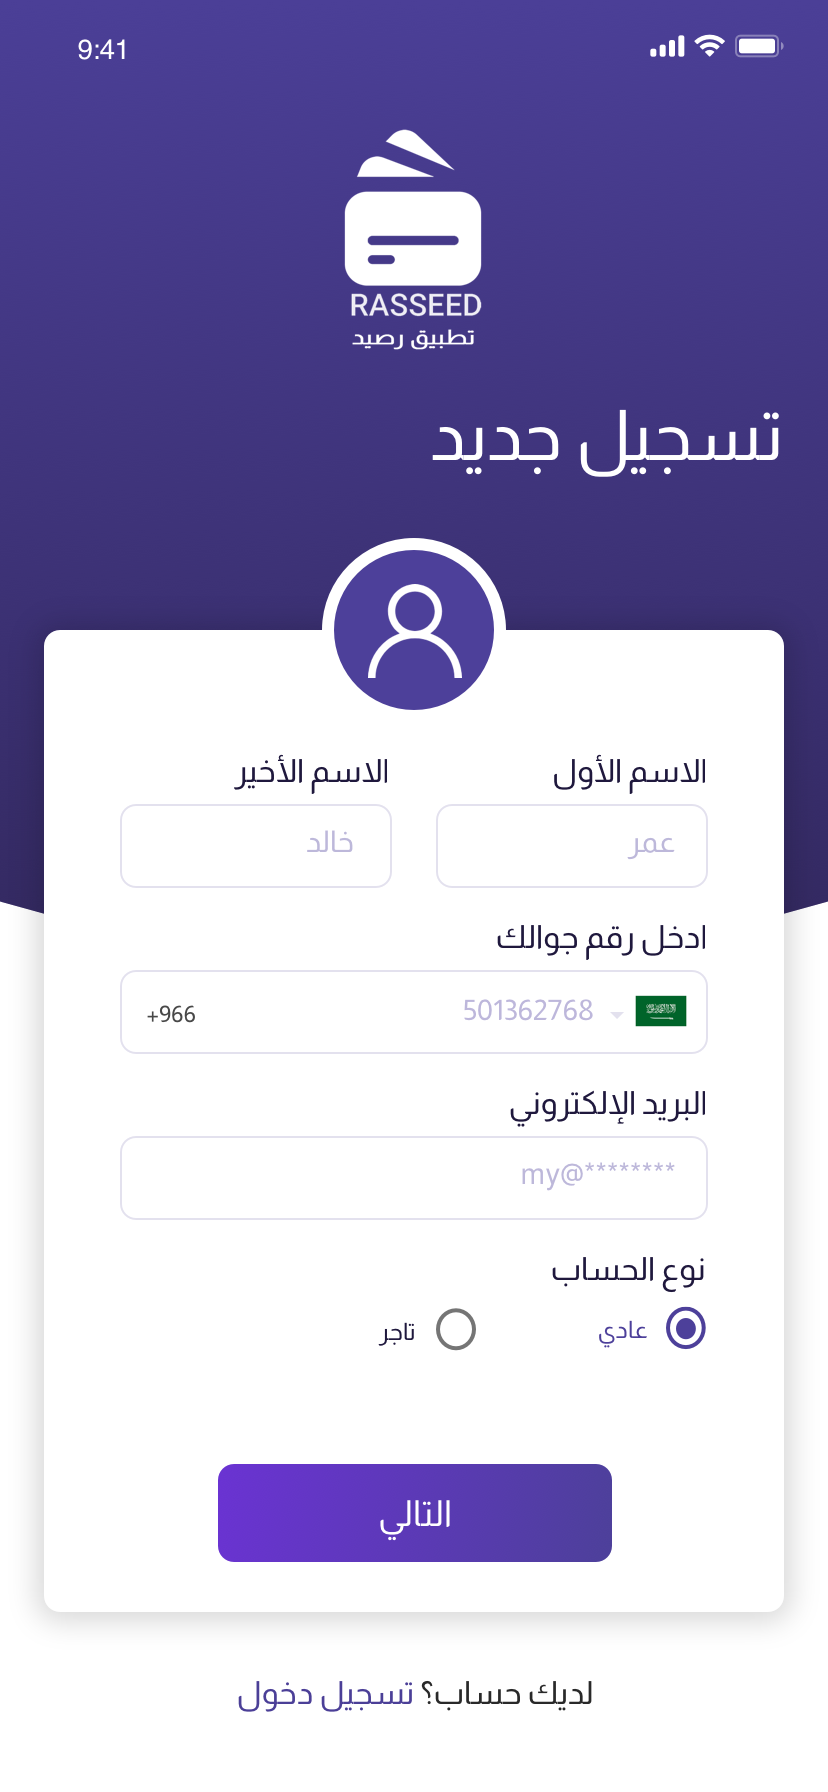 9:41
RASSEED
تطبيق رصيد
تسجيل جديد
الاسم الأول
الاسم الأخير
عمر
خالد
ادخل رقم جوالك
501362768
+966
البريد الإلكتروني
my@********
نوع الحساب
عادي
تاجر
التالي
لديك حساب؟ تسجيل دخول